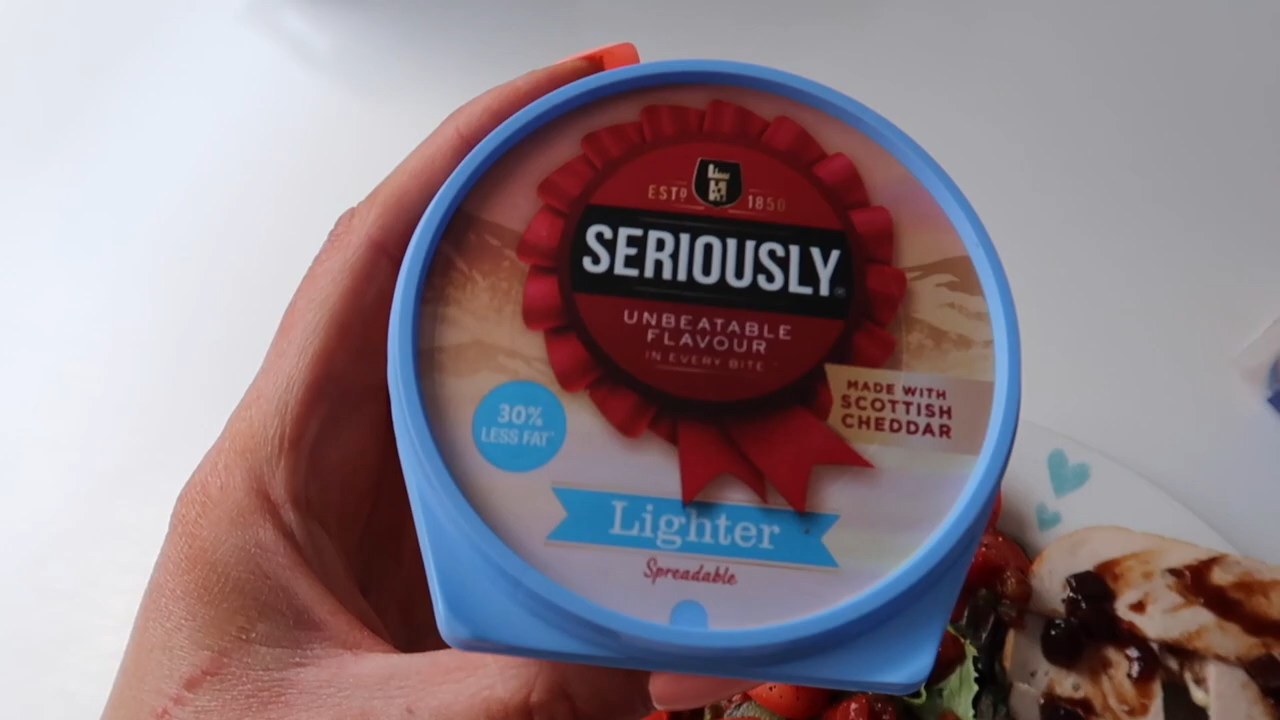 ESTD 1850
SERIOUSLY
UNBEATABLE
FLAVOUR
IN EVERY BITE
MADE WITH
SCOTTISH
CHEDDAR
30%
LESS FAT*
Lighter
Spreadable